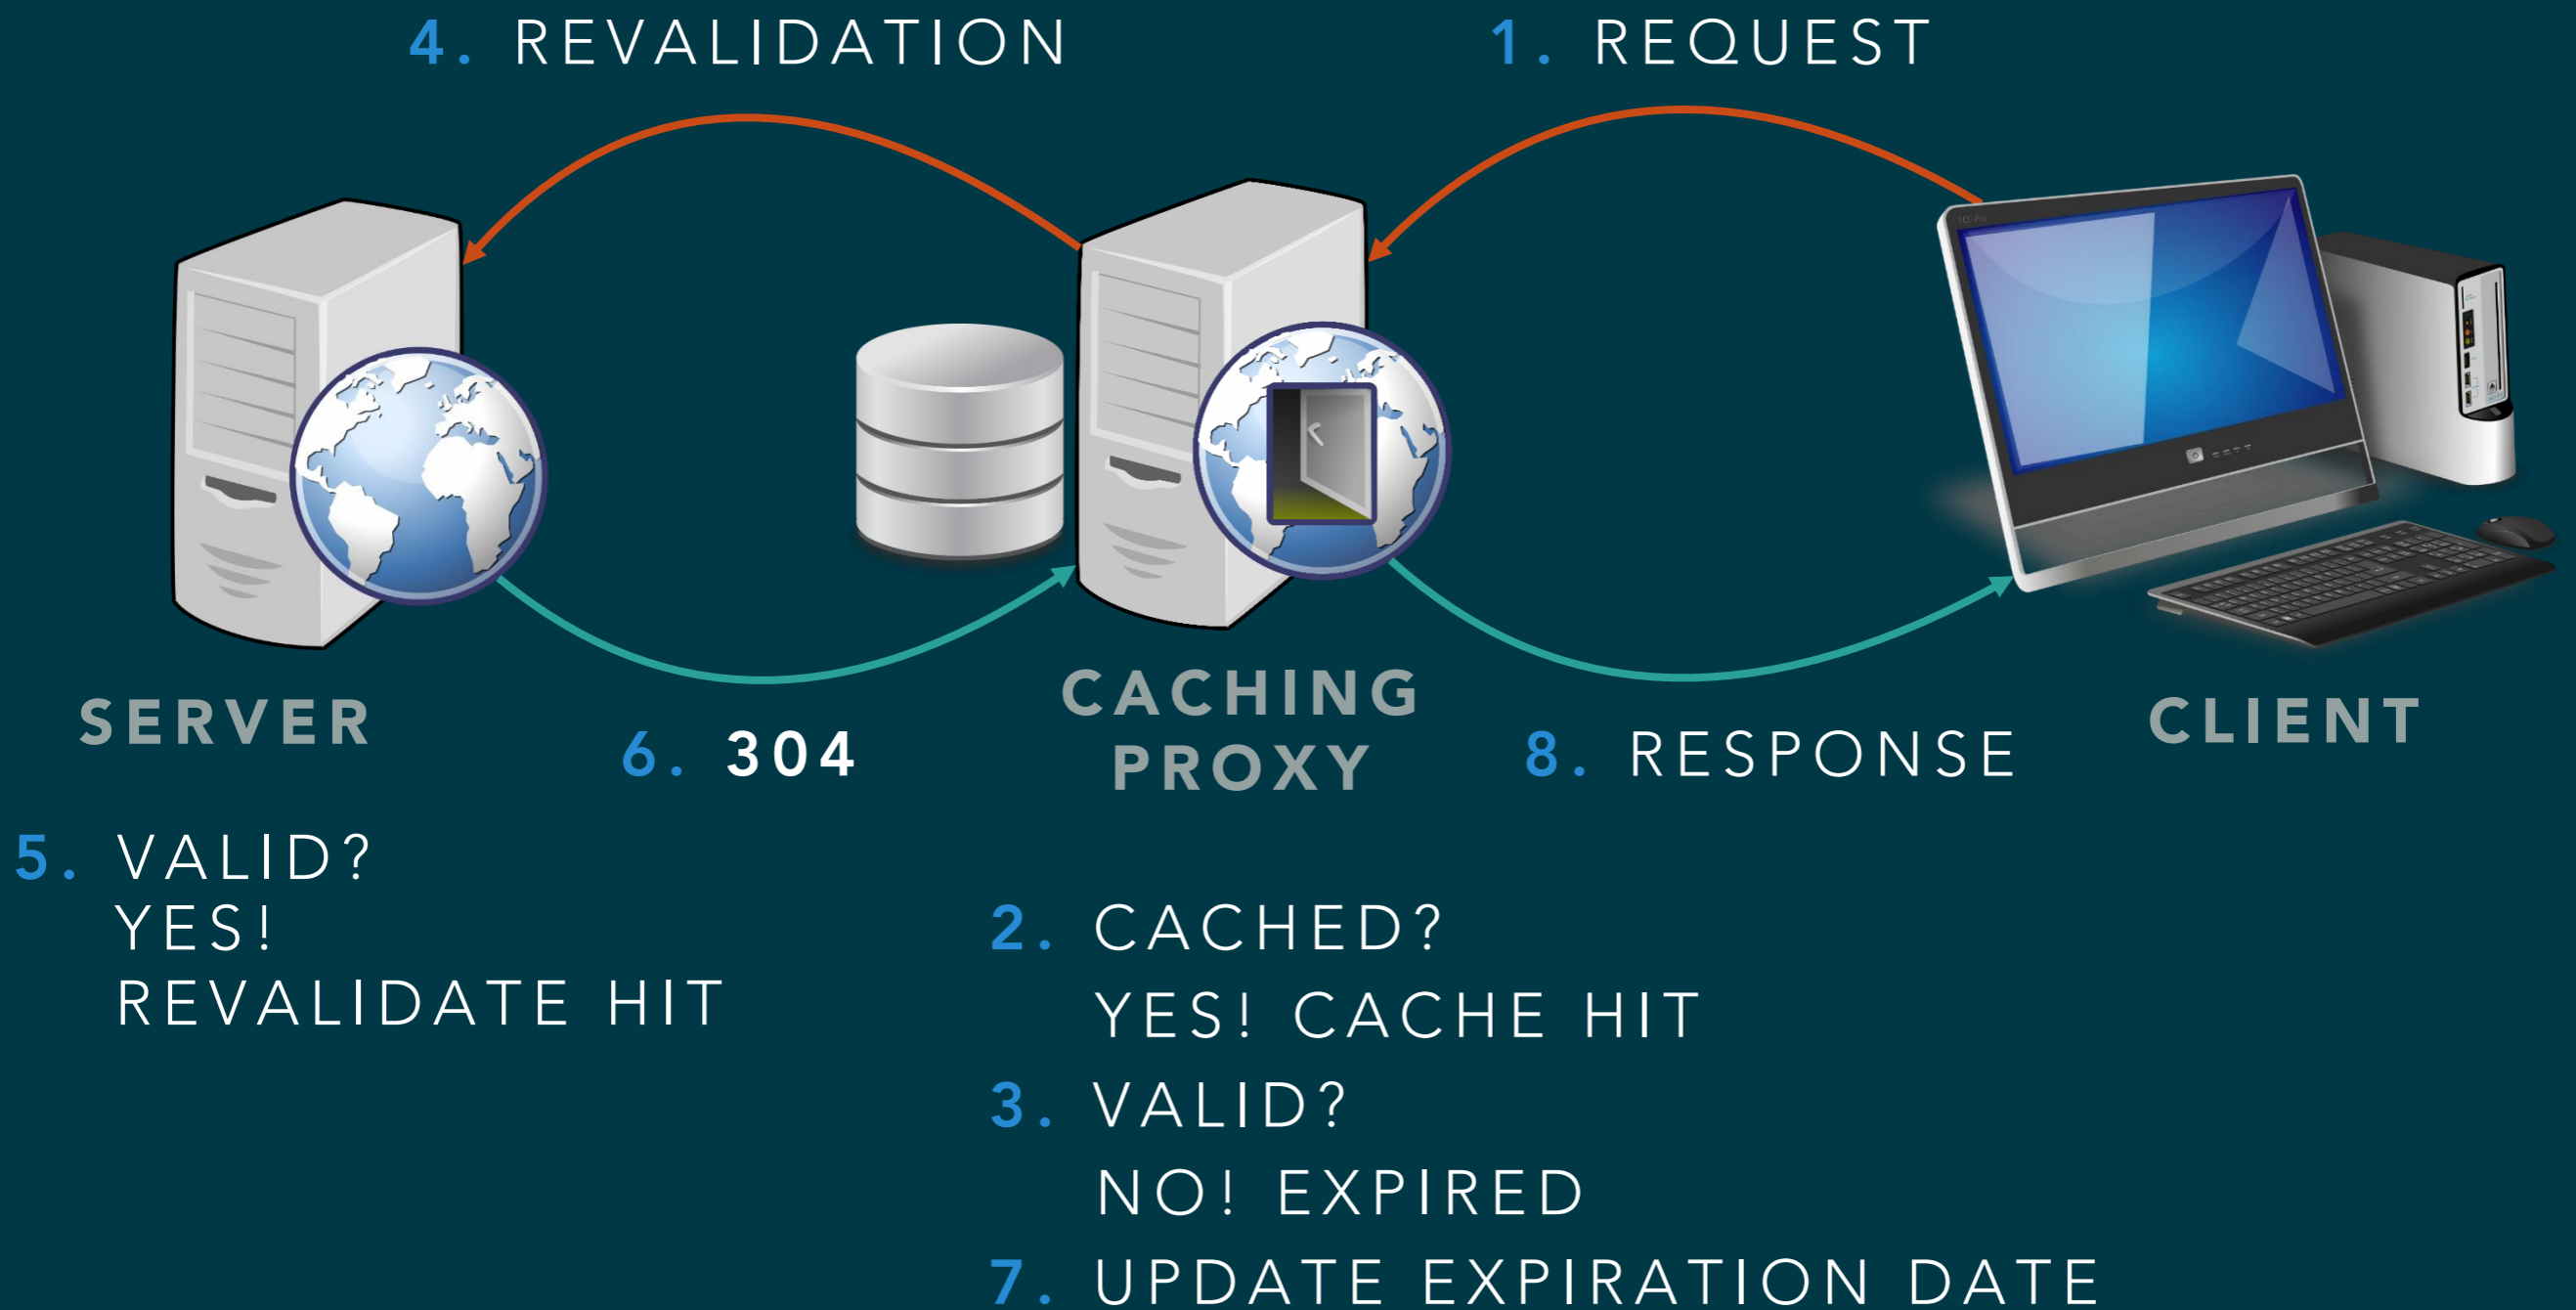 4. REVALIDATION
1. REQUEST
SERVER
CACHING
PROXY
CLIENT
6. 304
8. RESPONSE
5. VALID?
YES!
REVALIDATE HIT
2. CACHED?
YES! CACHE HIT
3. VALID?
NO! EXPIRED
7. UPDATE EXPIRATION DATE